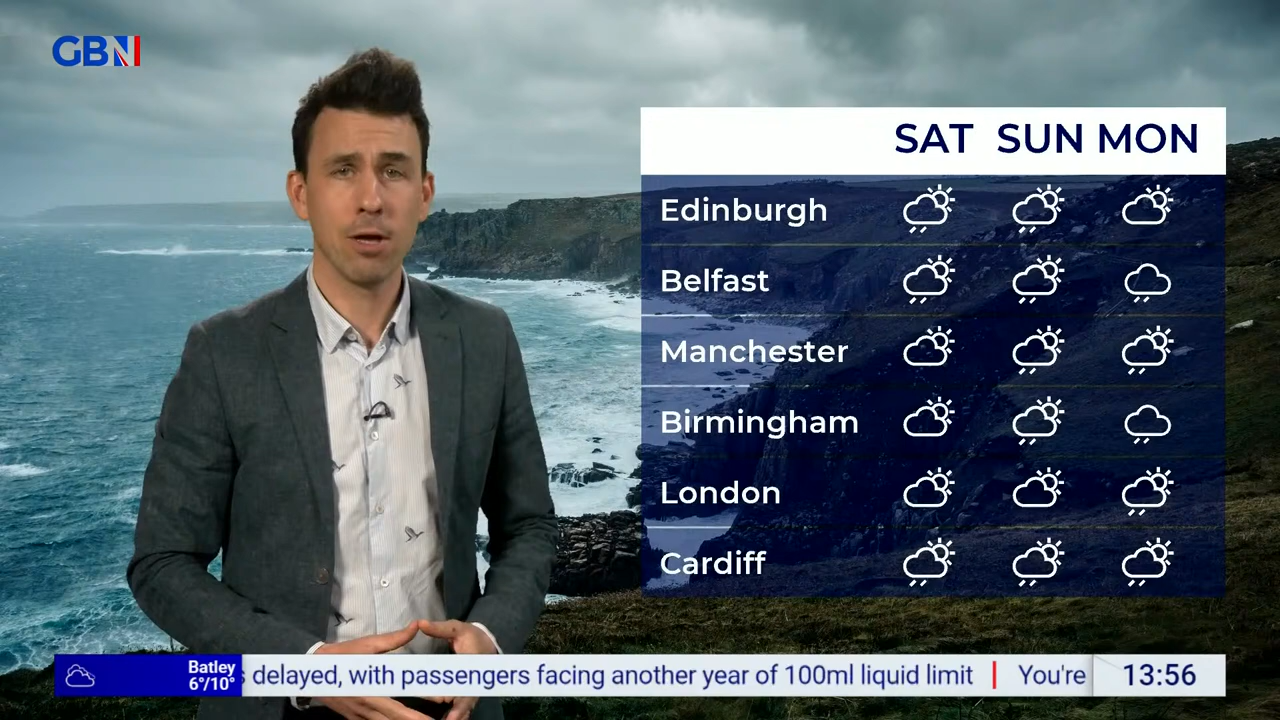 GBN
SAT SUN MON
Edinburgh
Belfast
Manchester
Birmingham
London
Cardiff
Batley
6°/10°
s delayed, with passengers facing another year of 100ml liquid limit | You're
13:56